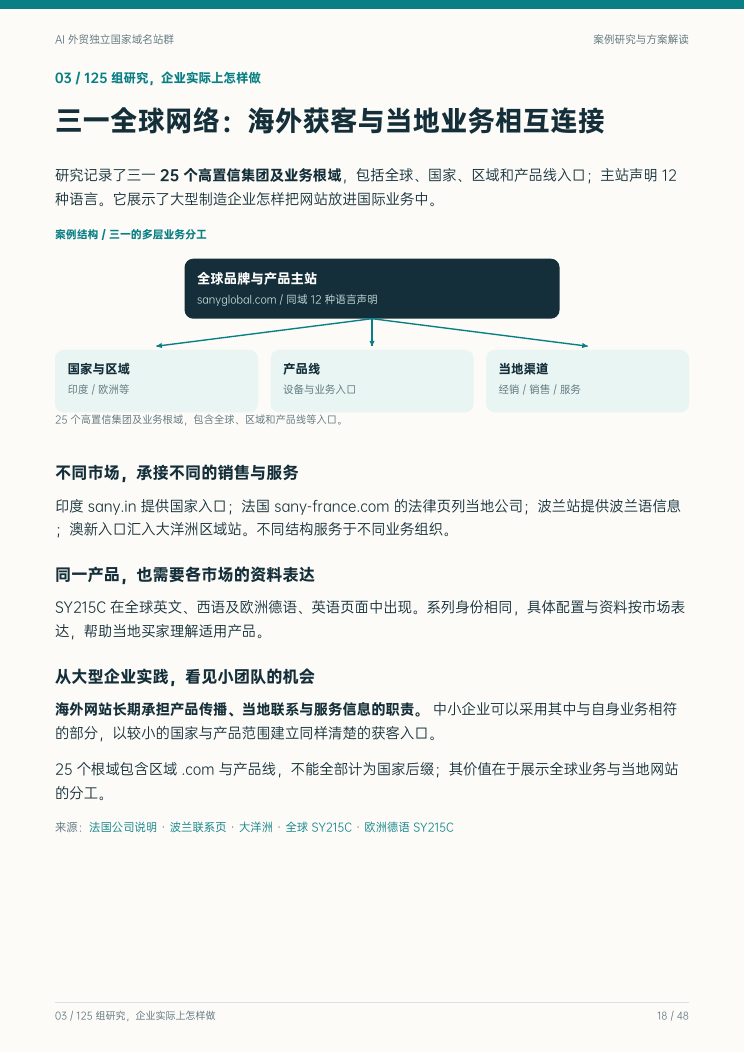 AI 外贸独立国家域名站群
案例研究与方案解读
03 / 125 组研究，企业实际上怎样做
三一全球网络：海外获客与当地业务相互连接
研究记录了三一 25 个高置信集团及业务根域，包括全球、国家、区域和产品线入口；主站声明 12
种语言。它展示了大型制造企业怎样把网站放进国际业务中。
案例结构 / 三一的多层业务分工
全球品牌与产品主站
sanyglobal.com / 同域 12 种语言声明
国家与区域
印度 / 欧洲等
产品线
设备与业务入口
当地渠道
经销 / 销售 / 服务
25 个高置信集团及业务根域，包含全球、区域和产品线等入口。
不同市场，承接不同的销售与服务
印度 sany.in 提供国家入口；法国 sany-france.com 的法律页列当地公司；波兰站提供波兰语信息
；澳新入口汇入大洋洲区域站。不同结构服务于不同业务组织。
同一产品，也需要各市场的资料表达
SY215C 在全球英文、西语及欧洲德语、英语页面中出现。系列身份相同，具体配置与资料按市场表
达，帮助当地买家理解适用产品。
从大型企业实践，看见小团队的机会
海外网站长期承担产品传播、当地联系与服务信息的职责。 中小企业可以采用其中与自身业务相符
的部分，以较小的国家与产品范围建立同样清楚的获客入口。
25 个根域包含区域 .com 与产品线，不能全部计为国家后缀；其价值在于展示全球业务与当地网站
的分工。
来源：法国公司说明 · 波兰联系页 · 大洋洲 · 全球 SY215C · 欧洲德语 SY215C
03 / 125 组研究，企业实际上怎样做
18 / 48